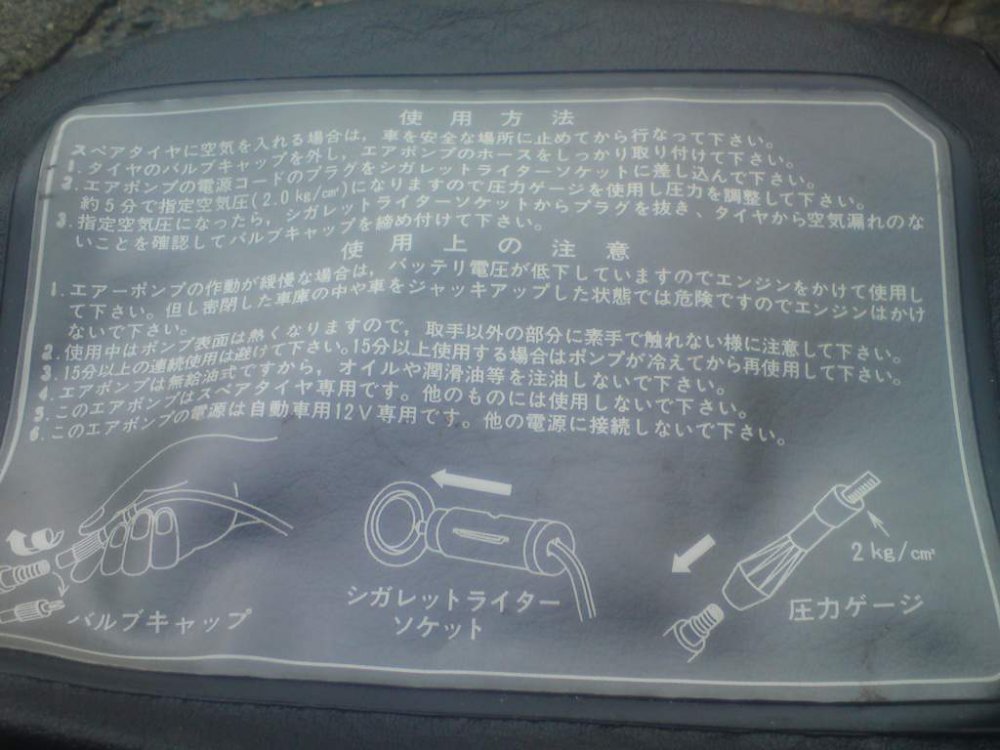 使用方法
スペアタイヤに空気を入れる場合は，車を安全な場所に止めてから行なって下さい。
1. タイヤのバルブキャップを外し，エアポンプのホースをしっかり取り付けて下さい。
2. エアポンプの電源コードのプラグをシガレットライターソケットに差し込んで下さい。
約5分で指定空気圧(2.0kg/cm²)になりますので圧力ゲージを使用し圧力を調整して下さい。
3. 指定空気圧になったら，シガレットライターソケットからプラグを抜き、タイヤから空気漏れのな
いことを確認してバルブキャップを締め付けて下さい。
使用上の注意
1. エアーポンプの作動が緩慢な場合は，バッテリ電圧が低下していますのでエンジンをかけて使用し
て下さい。但し密閉した車庫の中や車をジャッキアップした状態では危険ですのでエンジンはかけ
ないで下さい。
2. 使用中はポンプ表面は熱くなりますので，取手以外の部分に素手で触れない様に注意して下さい。
3. 15分以上の連続使用は避けて下さい。15分以上使用する場合はポンプが冷えてから再使用して下さい。
4. エアポンプは無給油式ですから，オイルや潤滑油等を注油しないで下さい。
5. このエアポンプはスペアタイヤ専用です。他のものには使用しないで下さい。
6. このエアポンプの電源は自動車用12V専用です。他の電源に接続しないで下さい。
2kg/cm²
バルブキャップ
シガレットライター
ソケット
圧力ゲージ